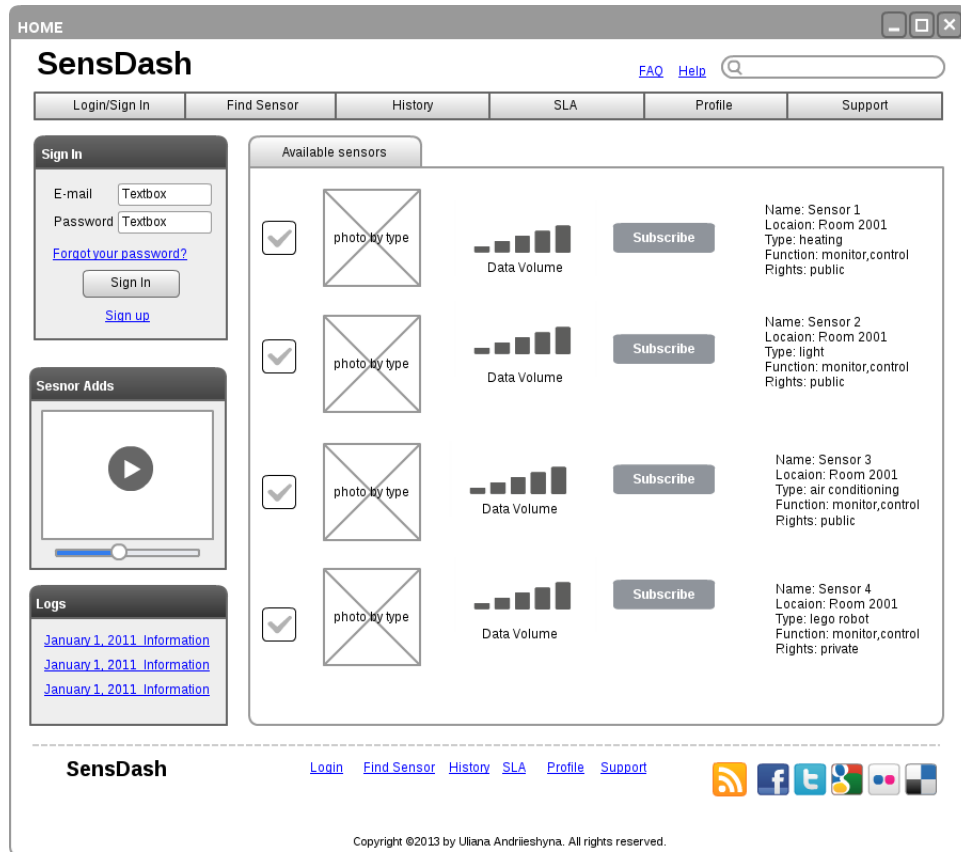 HOME
SensDash
FAQ Help
Login/Sign In Find Sensor History SLA Profile Support
Sign In
E-mail Textbox
Password Textbox
Forgot your password?
Sign In
Sign up
Sesnor Adds
Logs
January 1, 2011 Information
January 1, 2011 Information
January 1, 2011 Information
Available sensors
photo by type
Data Volume
Subscribe
Name: Sensor 1
Locaion: Room 2001
Type: heating
Function: monitor,control
Rights: public
photo by type
Data Volume
Subscribe
Name: Sensor 2
Locaion: Room 2001
Type: light
Function: monitor,control
Rights: public
photo by type
Data Volume
Subscribe
Name: Sensor 3
Locaion: Room 2001
Type: air conditioning
Function: monitor,control
Rights: public
photo by type
Data Volume
Subscribe
Name: Sensor 4
Locaion: Room 2001
Type: lego robot
Function: monitor,control
Rights: private
SensDash
Login Find Sensor History SLA Profile Support
Copyright ©2013 by Uliana Andriieshyna. All rights reserved.